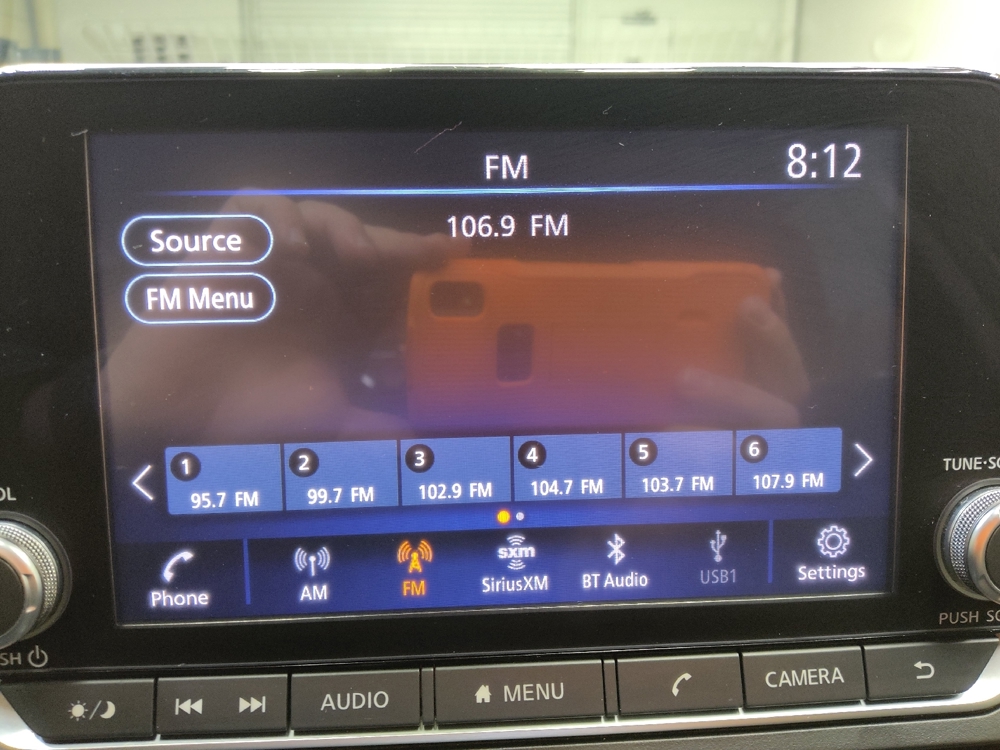 FM
8:12
106.9 FM
Source
FM Menu
1
95.7 FM
2
99.7 FM
3
102.9 FM
4
104.7 FM
5
103.7 FM
6
107.9 FM
Phone
AM
FM
sxm
SiriusXM
BT Audio
USB1
Settings
OL
TUNE·SC
SH
PUSH SO
AUDIO
MENU
CAMERA